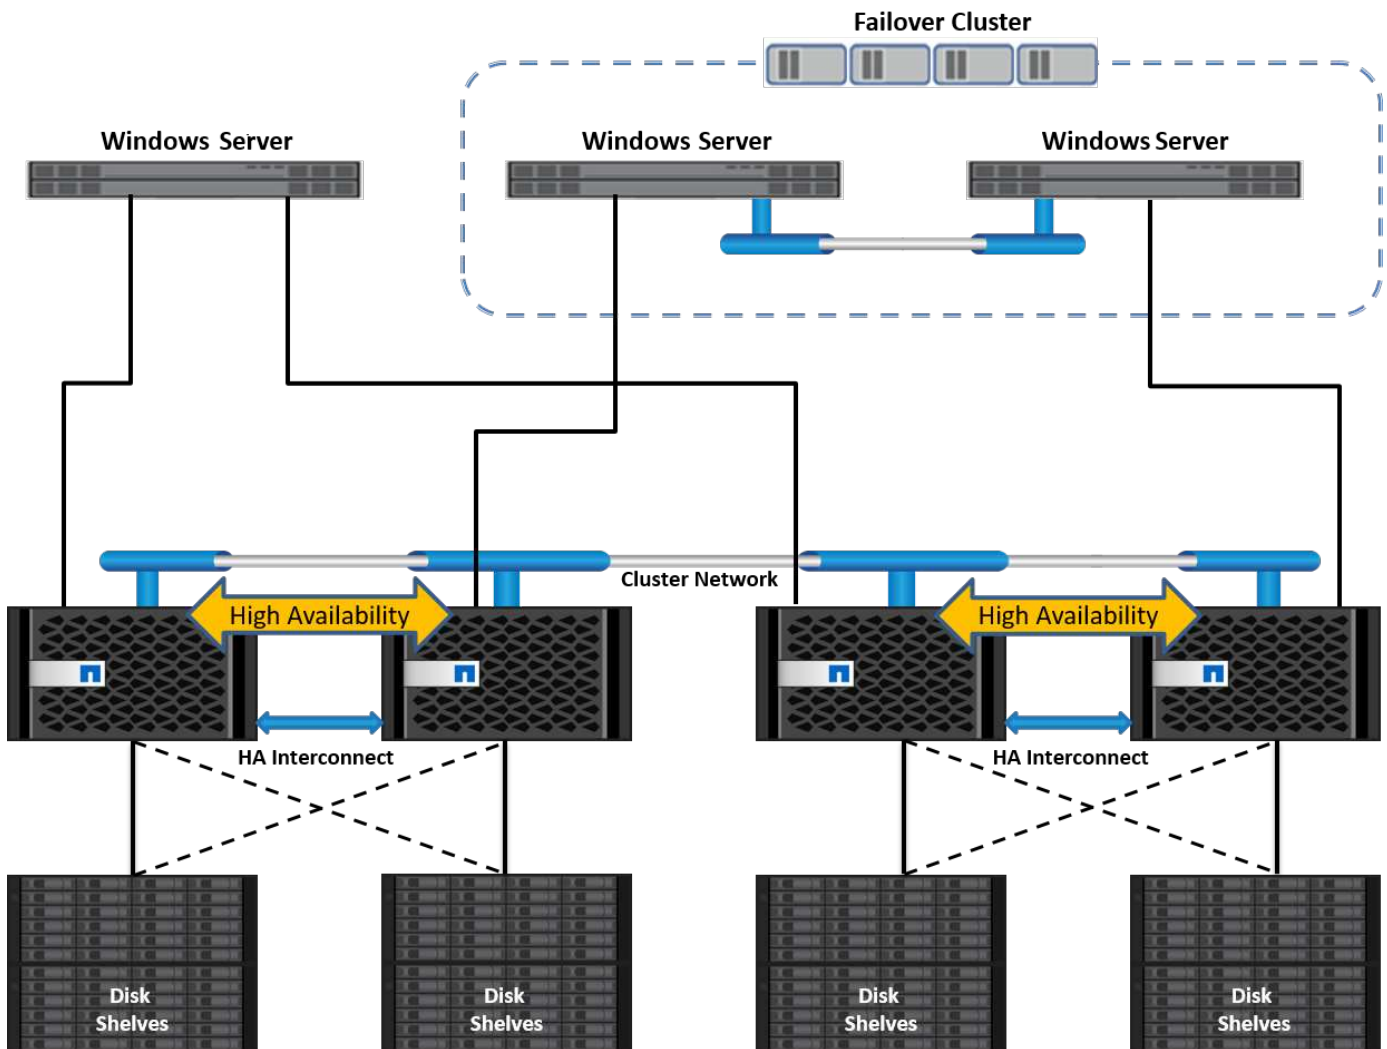 Failover Cluster
Windows Server
Windows Server
Windows Server
Cluster Network
High Availability
High Availability
HA Interconnect
HA Interconnect
Disk
Shelves
Disk
Shelves
Disk
Shelves
Disk
Shelves